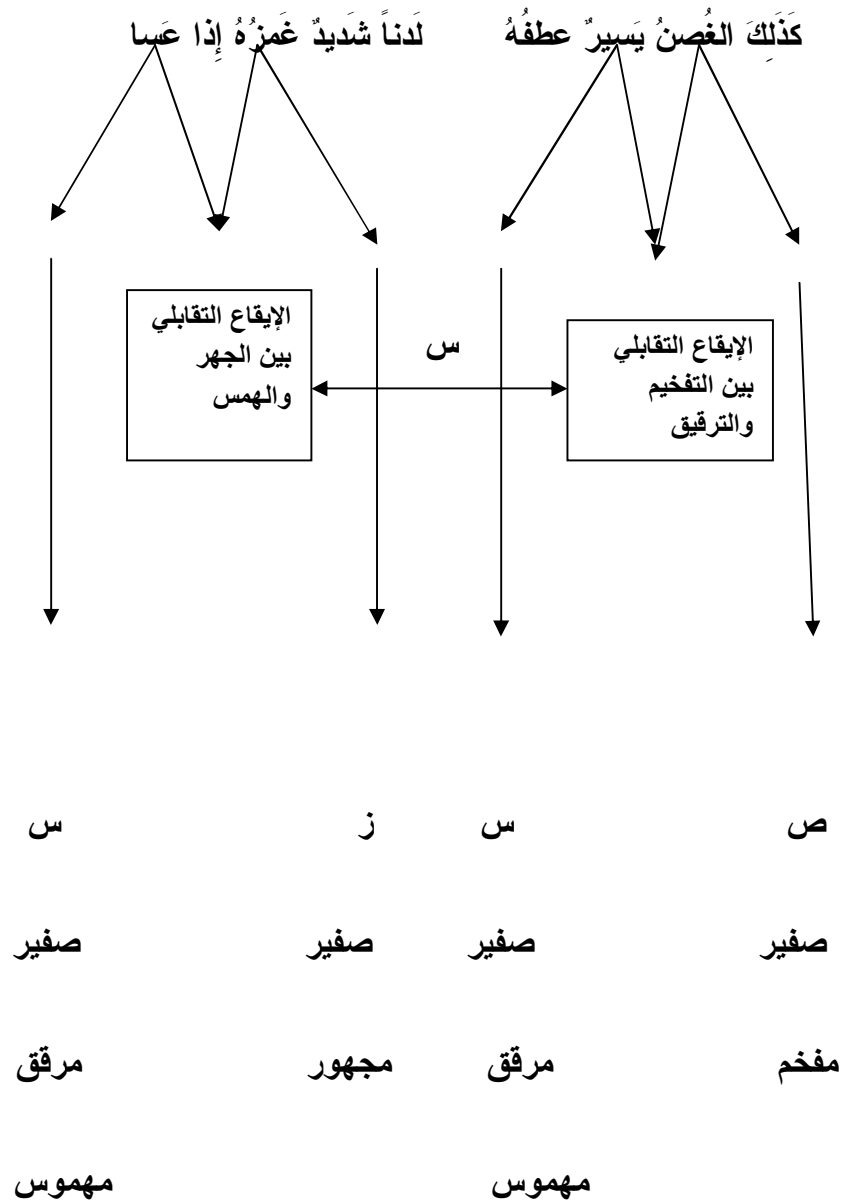 كَذَلِكَ الغُصنُ يَسيرٌ عطفُهُ لَدناً شَديدٌ غَمزُهُ إِذا عَسا
الإيقاع التقابلي
بين التفخيم
والترقيق
س
الإيقاع التقابلي
بين الجهر
والهمس
ص س ز س
صفير صفير صفير صفير
مفخم مرقق مجهور مرقق
مهموس مهموس